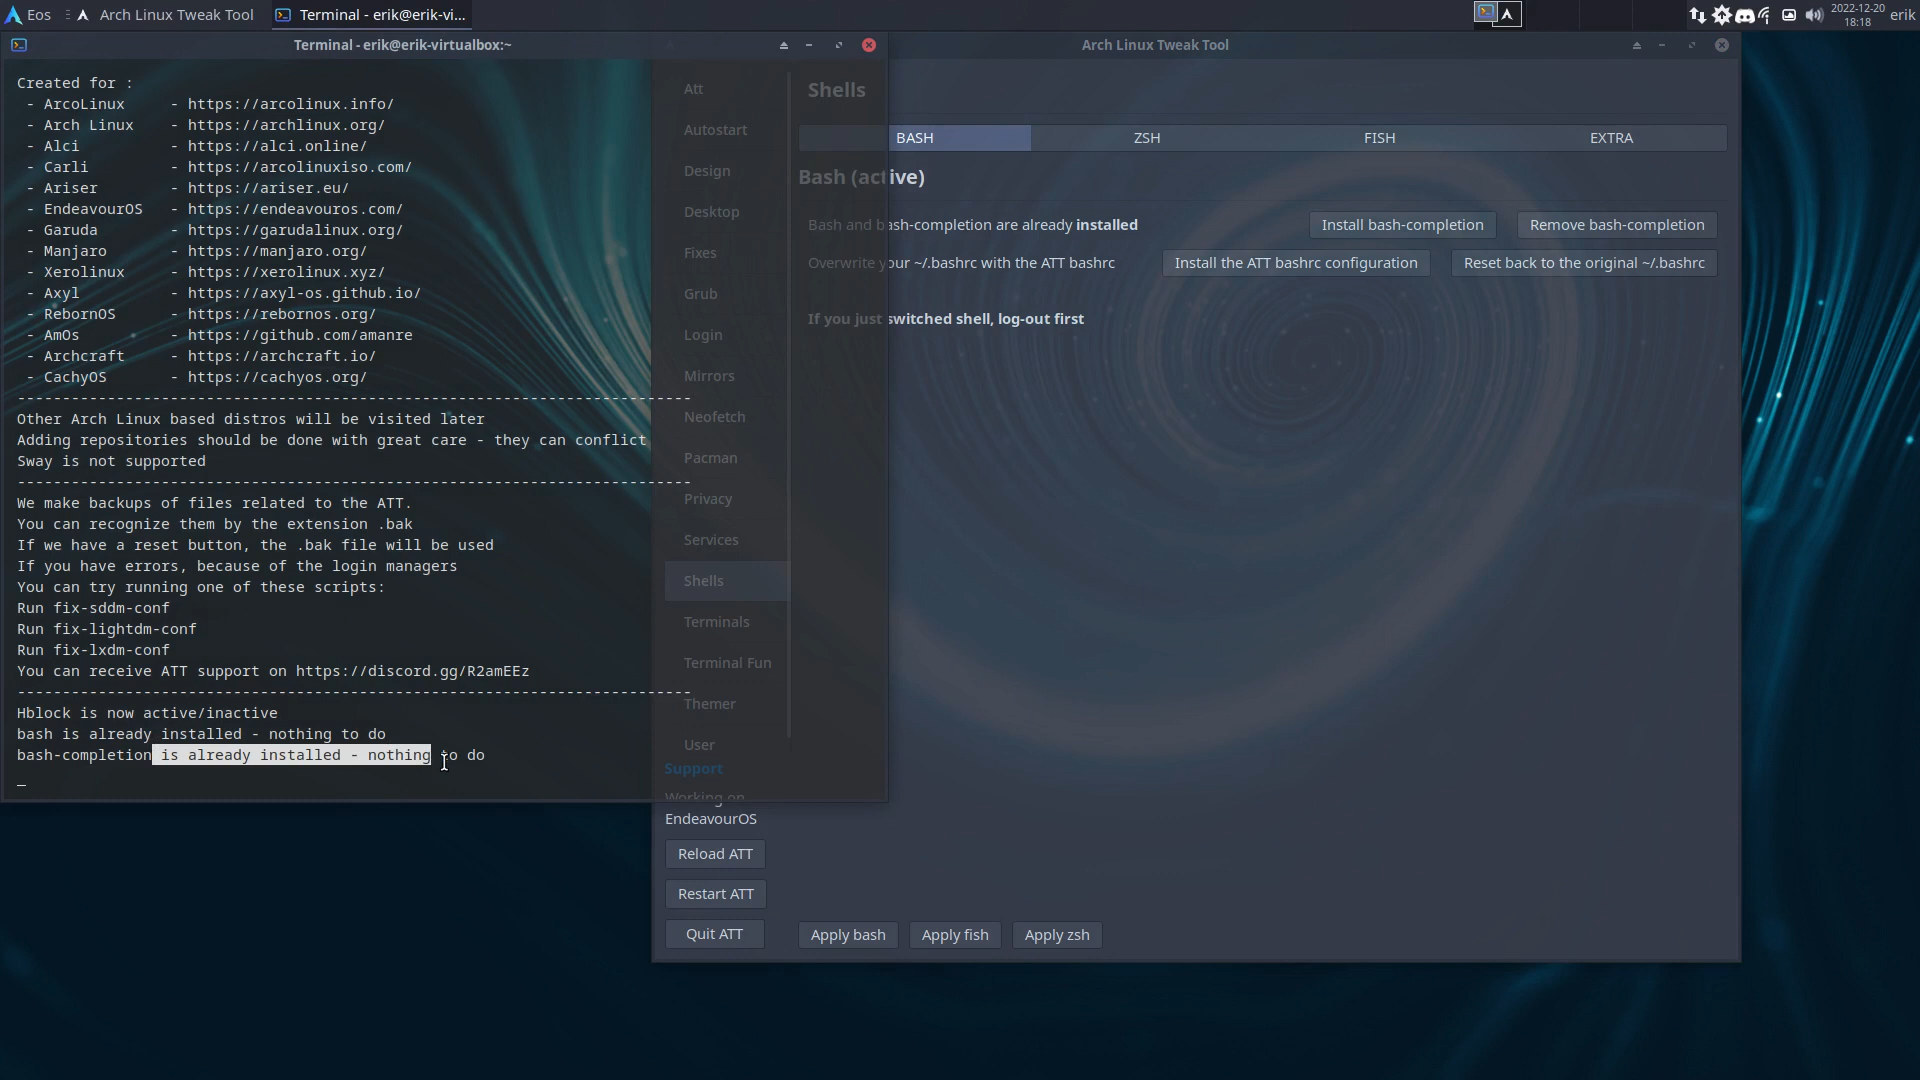 Eos
Arch Linux Tweak Tool
Terminal - erik@erik-vi...
2022-12-20
18:18
erik
Terminal - erik@erik-virtualbox:~
Created for :
- ArcoLinux - https://arcolinux.info/
- Arch Linux - https://archlinux.org/
- Alci - https://alci.online/
- Carli - https://arcolinuxiso.com/
- Ariser - https://ariser.eu/
- EndeavourOS - https://endeavouros.com/
- Garuda - https://garudalinux.org/
- Manjaro - https://manjaro.org/
- Xerolinux - https://xerolinux.xyz/
- Axyl - https://axyl-os.github.io/
- RebornOS - https://rebornos.org/
- AmOs - https://github.com/amanre
- Archcraft - https://archcraft.io/
- CachyOS - https://cachyos.org/
---------------------------------------------------------------------------
Other Arch Linux based distros will be visited later
Adding repositories should be done with great care - they can conflict
Sway is not supported
---------------------------------------------------------------------------
We make backups of files related to the ATT.
You can recognize them by the extension .bak
If we have a reset button, the .bak file will be used
If you have errors, because of the login managers
You can try running one of these scripts:
Run fix-sddm-conf
Run fix-lightdm-conf
Run fix-lxdm-conf
You can receive ATT support on https://discord.gg/R2amEEz
---------------------------------------------------------------------------
Hblock is now active/inactive
bash is already installed - nothing to do
bash-completion is already installed - nothing to do
Arch Linux Tweak Tool
Att
Autostart
Design
Desktop
Fixes
Grub
Login
Mirrors
Neofetch
Pacman
Privacy
Services
Shells
Terminals
Terminal Fun
Themer
User
Support
Working on
EndeavourOS
Reload ATT
Restart ATT
Quit ATT
Shells
BASH ZSH FISH EXTRA
Bash (active)
Bash and bash-completion are already installed Install bash-completion Remove bash-completion
Overwrite your ~/.bashrc with the ATT bashrc Install the ATT bashrc configuration Reset back to the original ~/.bashrc
If you just switched shell, log-out first
Apply bash Apply fish Apply zsh